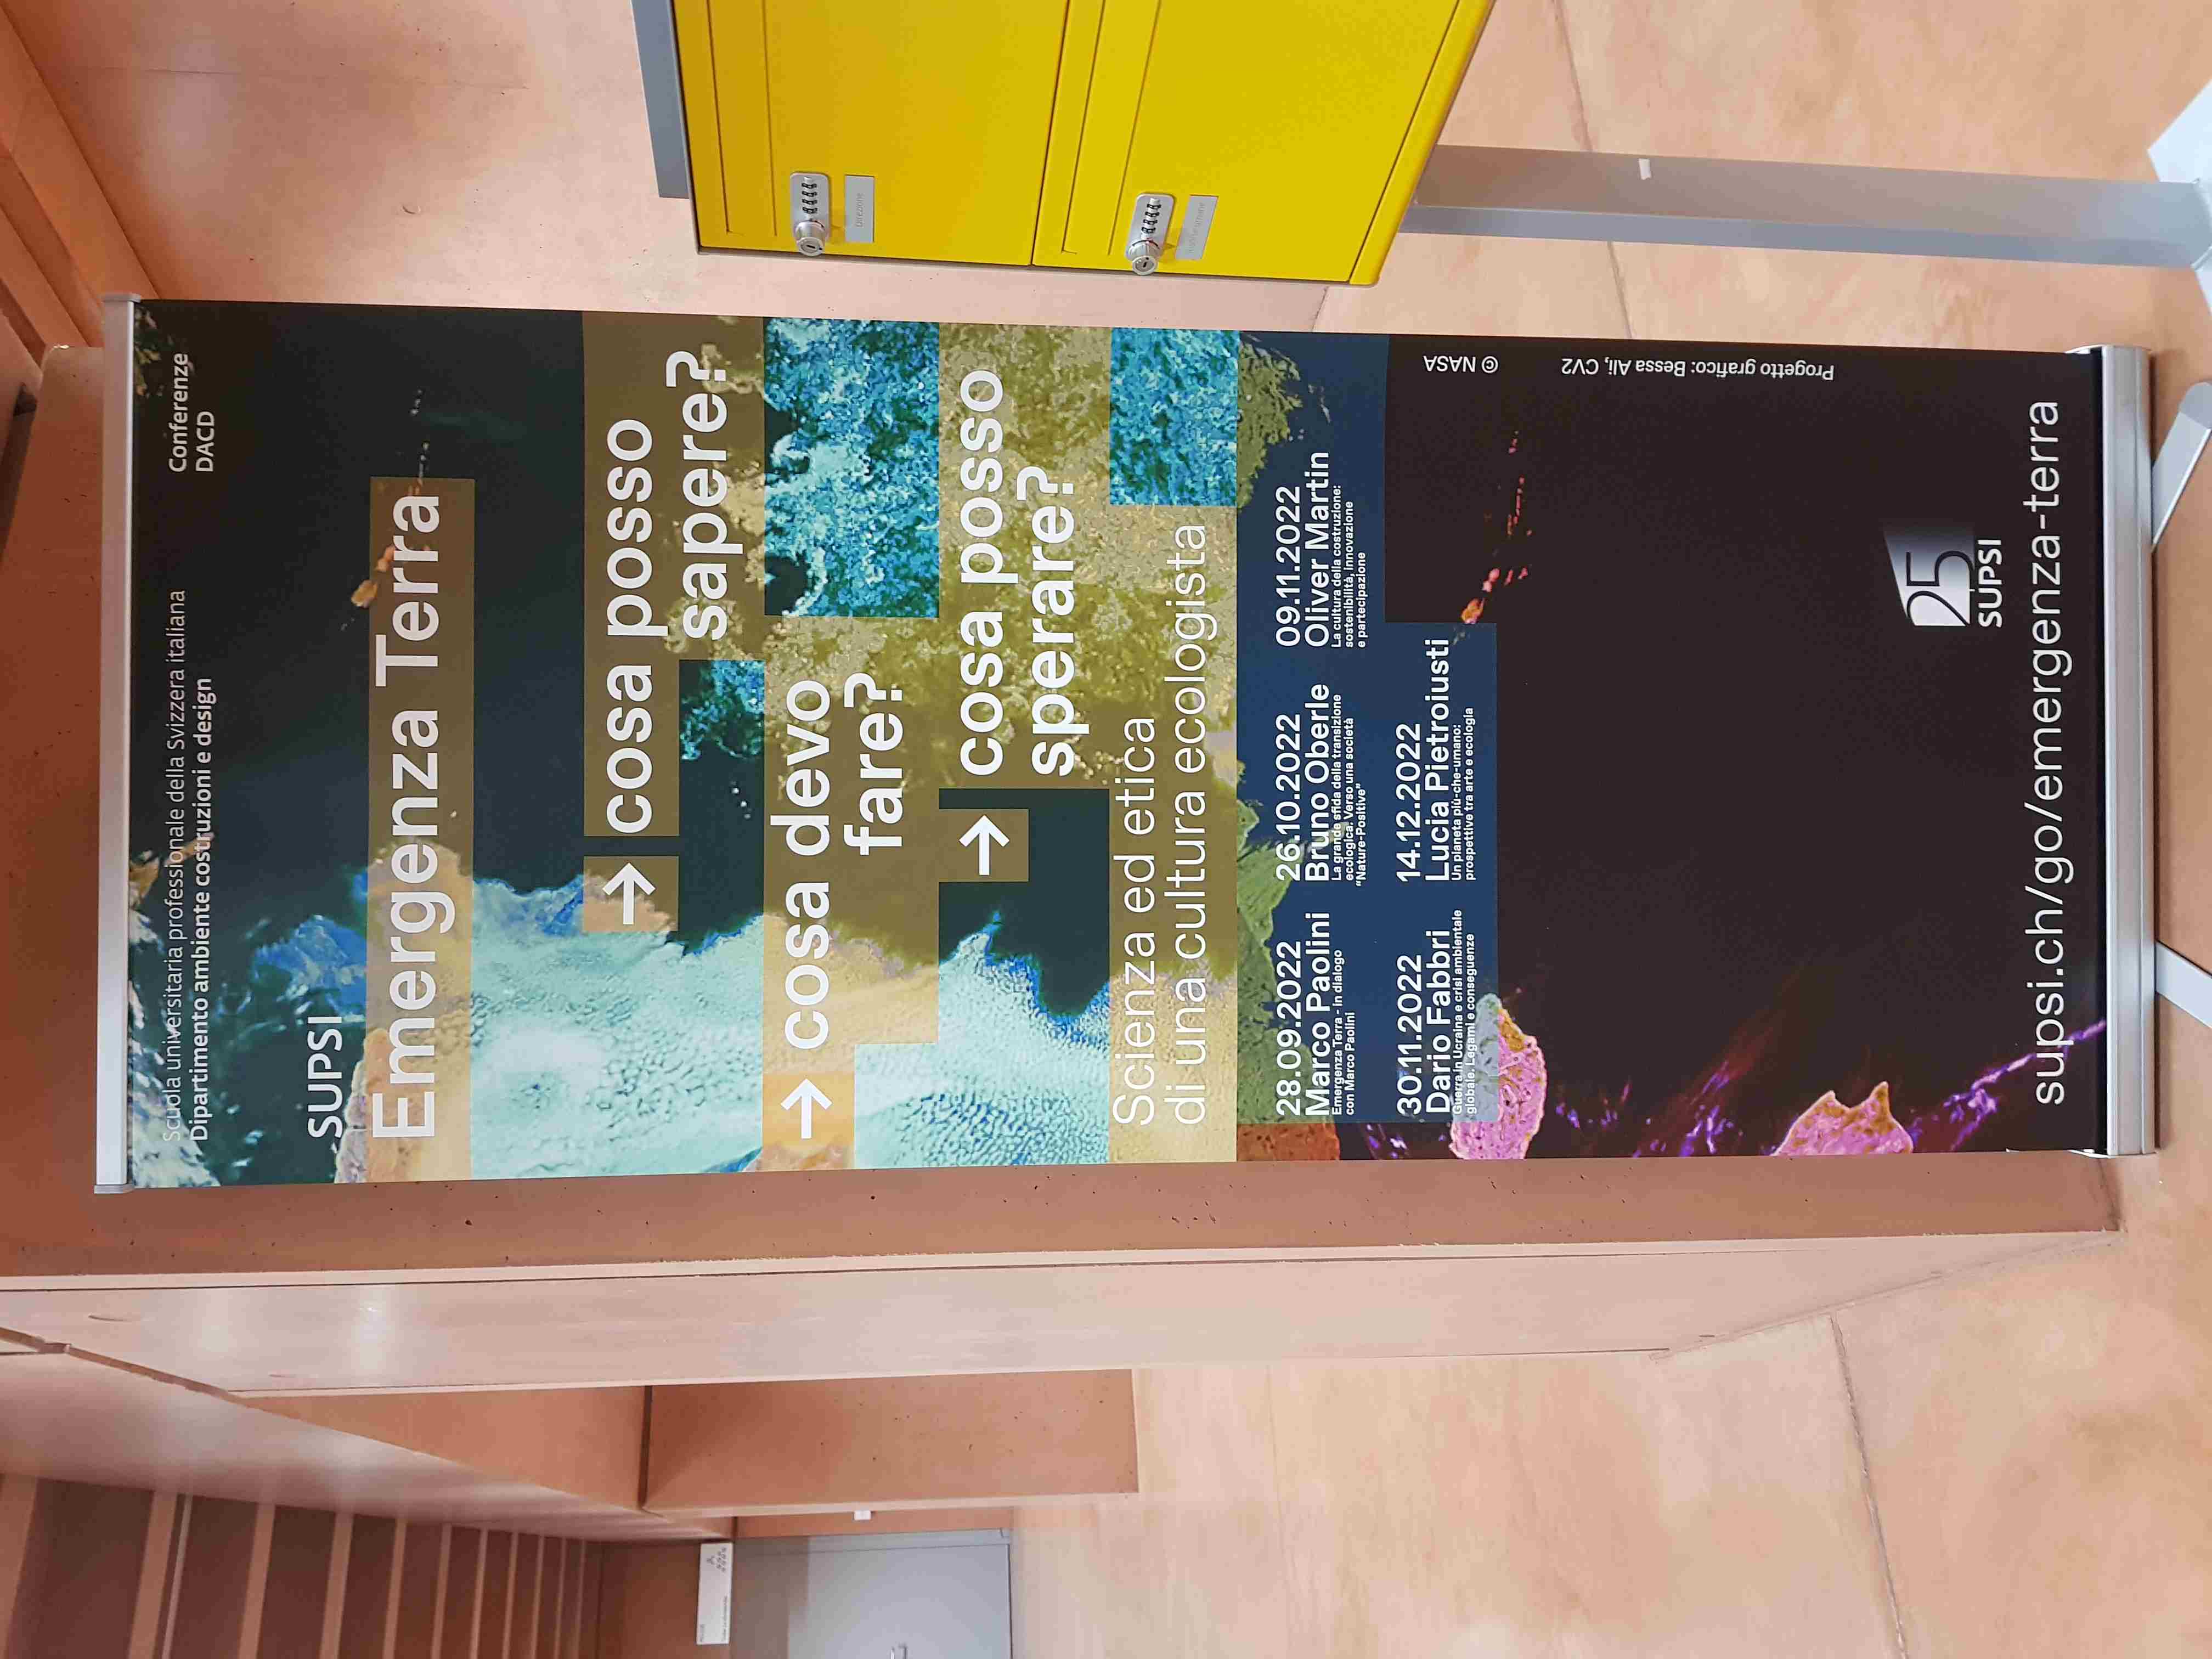 Scuola universitaria professionale della Svizzera italiana
Dipartimento ambiente costruzioni e design
Conferenze
DACD
SUPSI
Emergenza Terra
→ cosa posso
sapere?
→ cosa devo
fare?
→ cosa posso
sperare?
Scienza ed etica
di una cultura ecologista
28.09.2022
Marco Paolini
Emergenza Terra - In dialogo
con Marco Paolini
26.10.2022
Bruno Oberle
La grande sfida della transizione
ecologica. Verso una società
"Nature-Positive"
09.11.2022
Oliver Martin
La cultura della costruzione:
sostenibilità, innovazione
e partecipazione
30.11.2022
Dario Fabbri
Guerra in Ucraina e crisi ambientale
globale. Legami e conseguenze
14.12.2022
Lucia Pietroiusti
Un pianeta più-che-umano:
prospettive tra arte e ecologia
© NASA
Progetto grafico: Bessa Ali, CV2
25
SUPSI
supsi.ch/go/emergenza-terra
Direzione